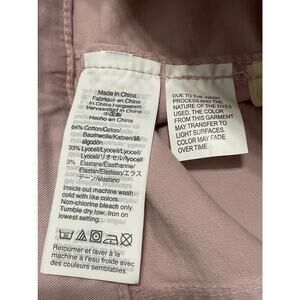 Made in China
Fabriqué en Chine
In China Hergestellt
Vervaardigd in China
中国製
Hecho en China
64% Cotton/Coton/
Baumwolle/Katoen/綿/
algodón
33% Lyocell/Lyocell/Lyocell/
Lyocell/リヨセル/lyocell
3% Elastane/Élasthanne/
Elastan/Elastaan/エラス
テーン/elastano
Inside out machine wash
cold with like colors.
Non-chlorine bleach only.
Tumble dry low. Iron on
lowest setting.
Retourner et laver à la
machine à l'eau froide avec
des couleurs semblables.
DUE TO THE WASH
PROCESS AND THE
NATURE OF THE DYES
USED, THE COLOR
FROM THIS GARMENT
MAY TRANSFER TO
LIGHT SURFACES.
COLOR MAY FADE
OVER TIME.